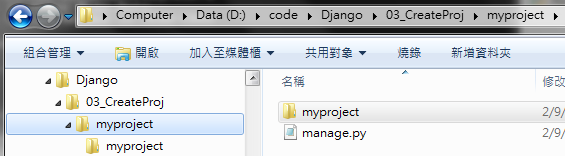 Computer ▸ Data (D:) ▸ code ▸ Django ▸ 03_CreateProj ▸ myproject ▸
組合管理 ▼ 開啟 加入至媒體櫃 ▼ 共用對象 ▼ 燒錄 新增資料夾
Django
03_CreateProj
myproject
myproject
名稱 修改
myproject 2/9/
manage.py 2/9/